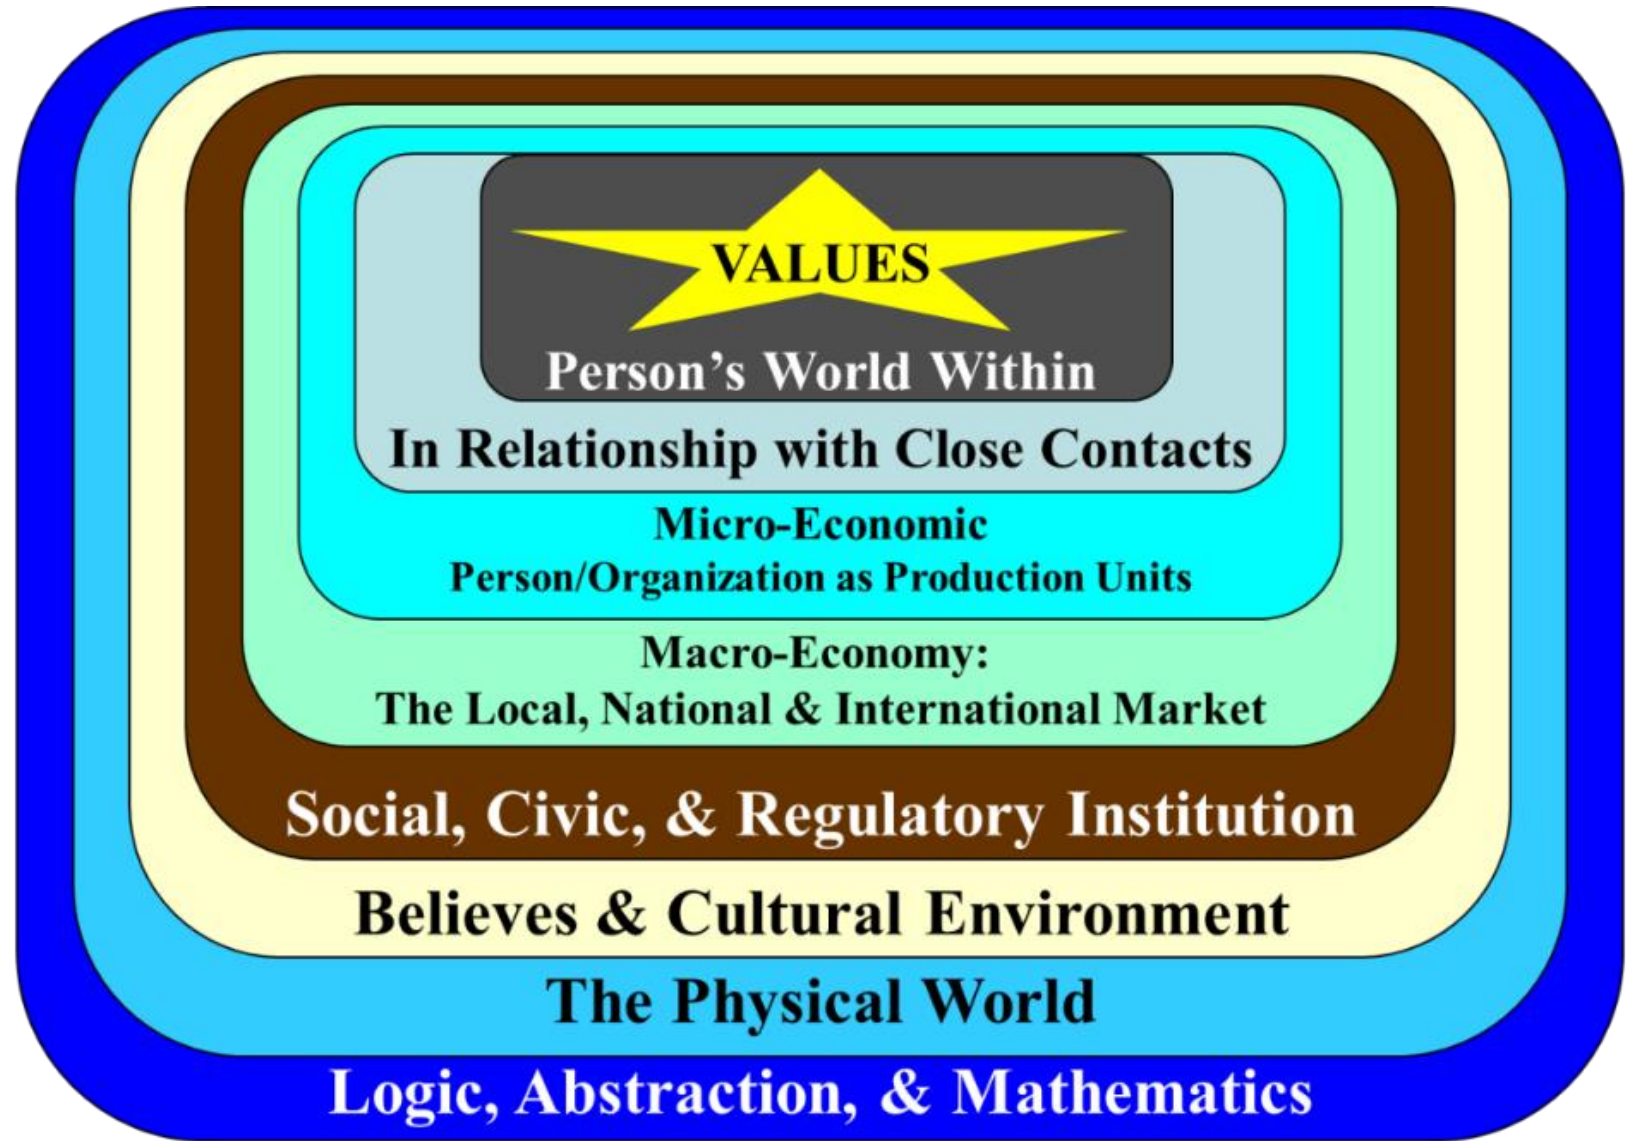 VALUES
Person’s World Within
In Relationship with Close Contacts
Micro-Economic
Person/Organization as Production Units
Macro-Economy:
The Local, National & International Market
Social, Civic, & Regulatory Institution
Believes & Cultural Environment
The Physical World
Logic, Abstraction, & Mathematics